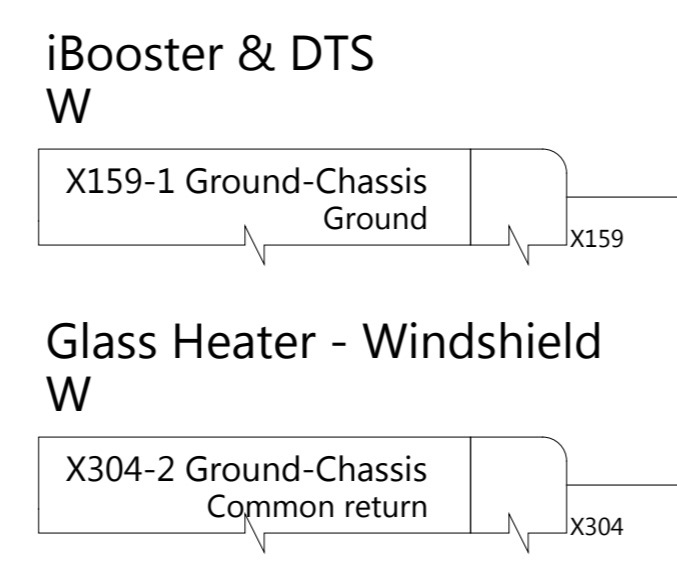 iBooster & DTS
W
X159-1 Ground-Chassis
Ground
X159
Glass Heater - Windshield
W
X304-2 Ground-Chassis
Common return
X304